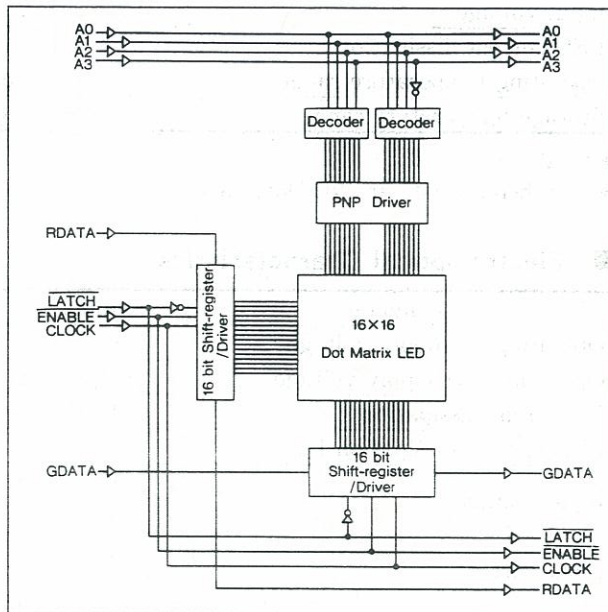 A0 A0
A1 A1
A2 A2
A3 A3
Decoder Decoder
PNP Driver
RDATA
LATCH
ENABLE
CLOCK
16 bit Shift-register
/Driver
16×16
Dot Matrix LED
16 bit
Shift-register
/Driver
GDATA GDATA
LATCH
ENABLE
CLOCK
RDATA